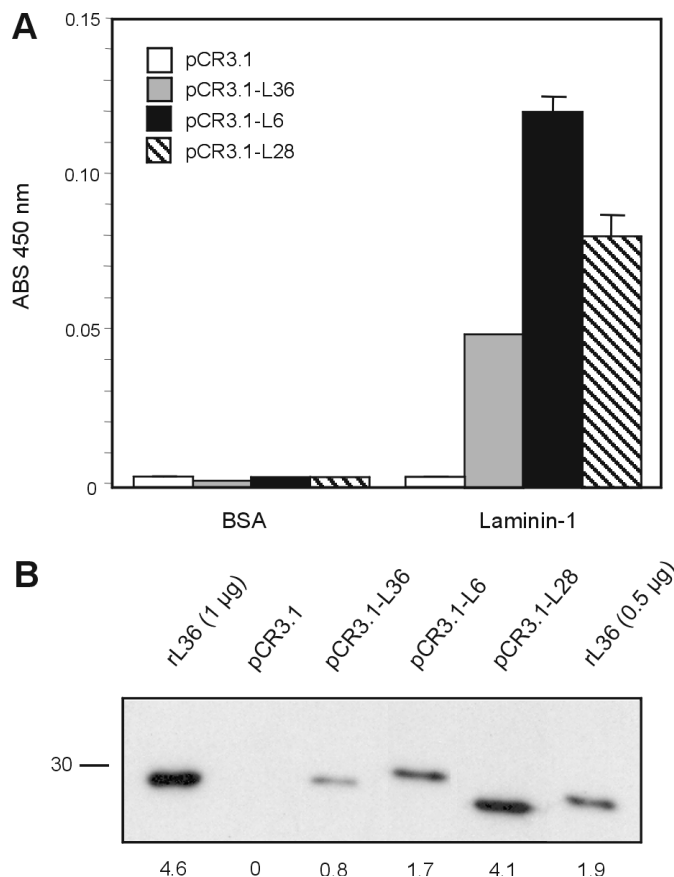 A
0.15
0.10
0.05
0
ABS 450 nm
pCR3.1
pCR3.1-L36
pCR3.1-L6
pCR3.1-L28
BSA
Laminin-1
B
rL36 (1 µg)
pCR3.1
pCR3.1-L36
pCR3.1-L6
pCR3.1-L28
rL36 (0.5 µg)
30
4.6 0 0.8 1.7 4.1 1.9